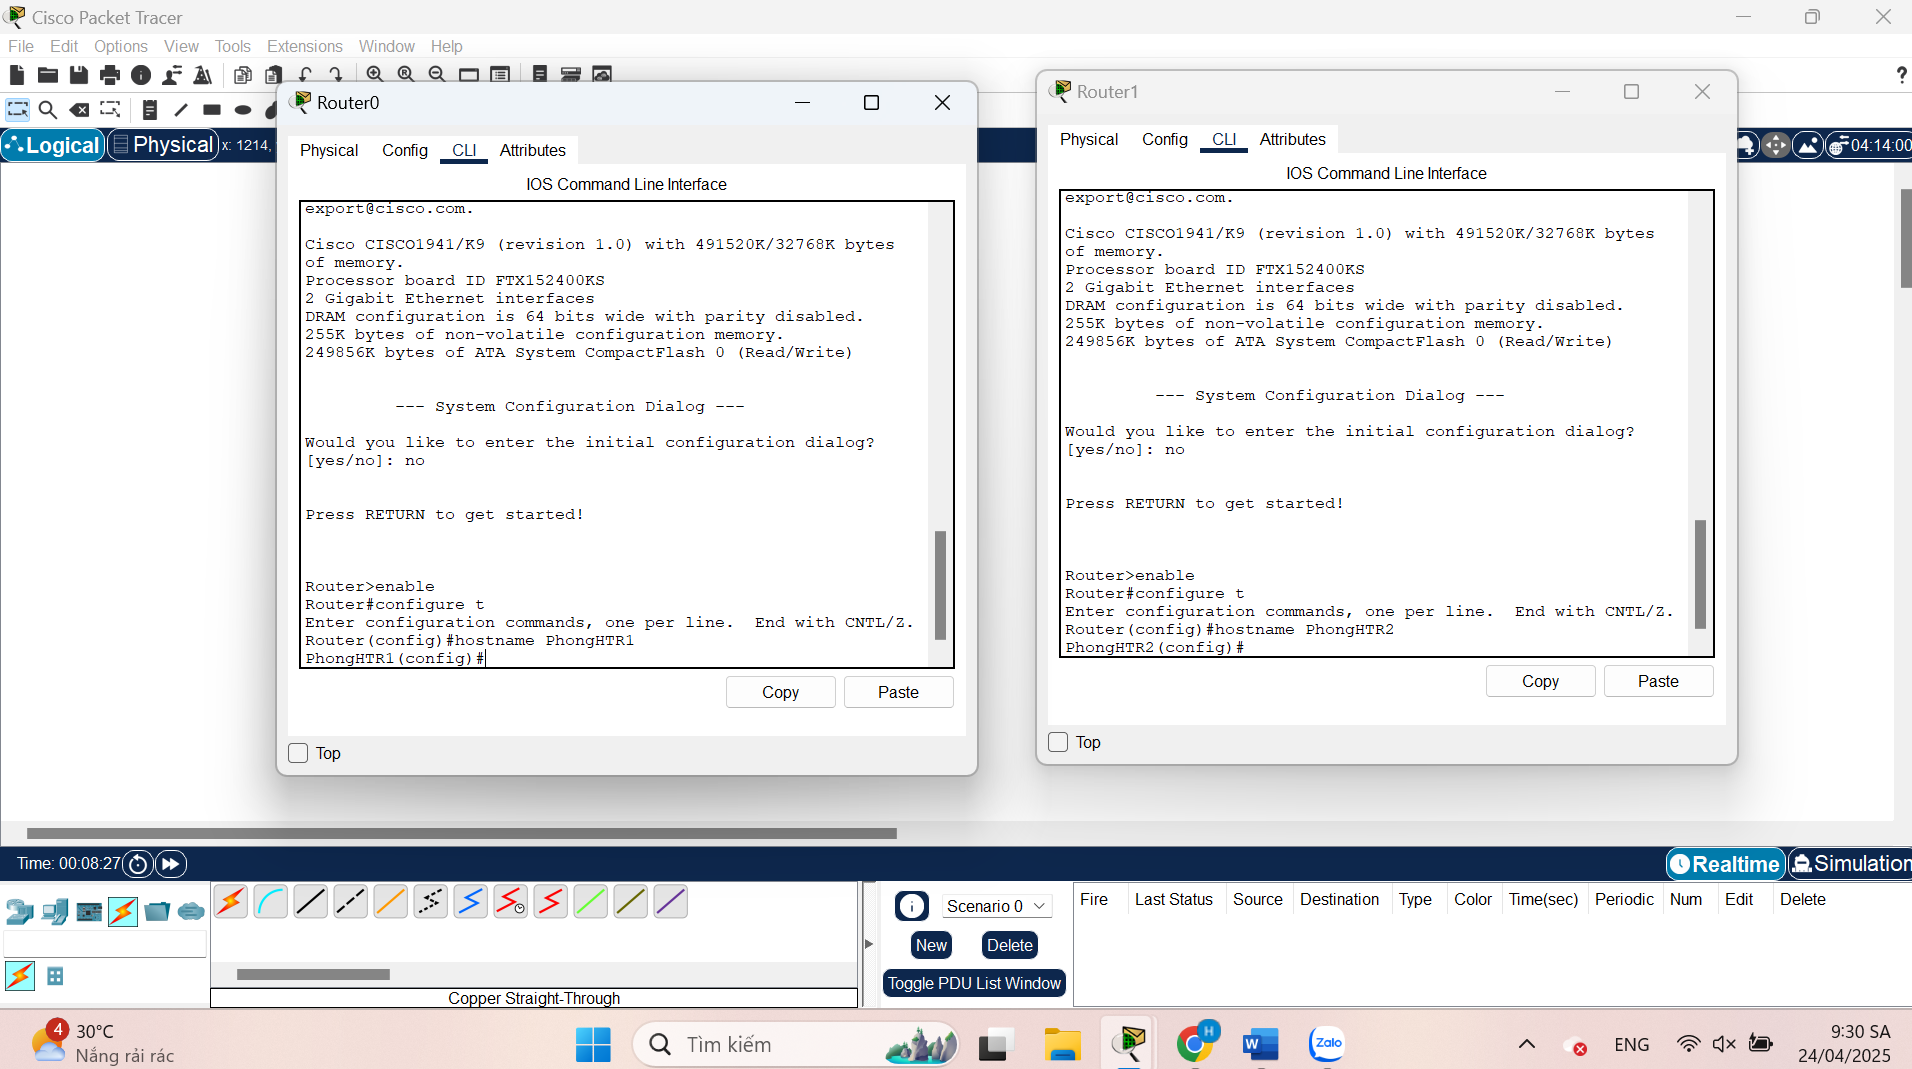 Cisco Packet Tracer
File Edit Options View Tools Extensions Window Help
?
Logical Physical x: 1214, 04:14:00
Router0
Physical Config CLI Attributes
IOS Command Line Interface
export@cisco.com.
Cisco CISCO1941/K9 (revision 1.0) with 491520K/32768K bytes
of memory.
Processor board ID FTX152400KS
2 Gigabit Ethernet interfaces
DRAM configuration is 64 bits wide with parity disabled.
255K bytes of non-volatile configuration memory.
249856K bytes of ATA System CompactFlash 0 (Read/Write)
--- System Configuration Dialog ---
Would you like to enter the initial configuration dialog?
[yes/no]: no
Press RETURN to get started!
Router>enable
Router#configure t
Enter configuration commands, one per line. End with CNTL/Z.
Router(config)#hostname PhongHTR1
PhongHTR1(config)#
Copy Paste
Top
Router1
Physical Config CLI Attributes
IOS Command Line Interface
export@cisco.com.
Cisco CISCO1941/K9 (revision 1.0) with 491520K/32768K bytes
of memory.
Processor board ID FTX152400KS
2 Gigabit Ethernet interfaces
DRAM configuration is 64 bits wide with parity disabled.
255K bytes of non-volatile configuration memory.
249856K bytes of ATA System CompactFlash 0 (Read/Write)
--- System Configuration Dialog ---
Would you like to enter the initial configuration dialog?
[yes/no]: no
Press RETURN to get started!
Router>enable
Router#configure t
Enter configuration commands, one per line. End with CNTL/Z.
Router(config)#hostname PhongHTR2
PhongHTR2(config)#
Copy Paste
Top
Time: 00:08:27
Realtime Simulation
Copper Straight-Through
Scenario 0
New Delete
Toggle PDU List Window
Fire Last Status Source Destination Type Color Time(sec) Periodic Num Edit Delete
4
30°C
Nắng rải rác
Tìm kiếm
H
W
Zalo
ENG
9:30 SA
24/04/2025